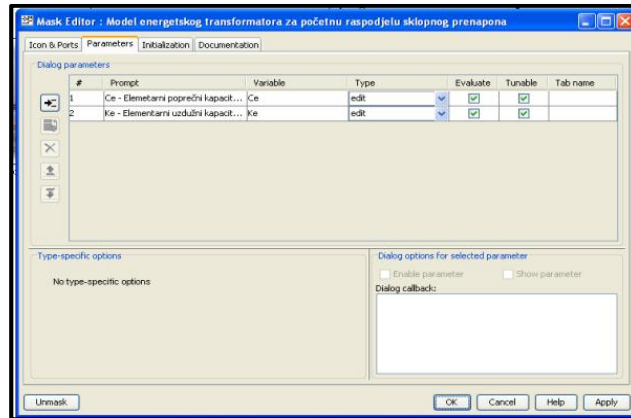 Mask Editor : Model energetskog transformatora za početnu raspodjelu sklopnog prenapona
Icon & Ports Parameters Initialization Documentation
Dialog parameters
# Prompt Variable Type Evaluate Tunable Tab name
1 Ce - Elemetarni poprečni kapacit... Ce edit
2 Ke - Elementarni uzdužni kapacit... Ke edit
Type-specific options
No type-specific options
Dialog options for selected parameter
Enable parameter Show parameter
Dialog callback:
Unmask OK Cancel Help Apply